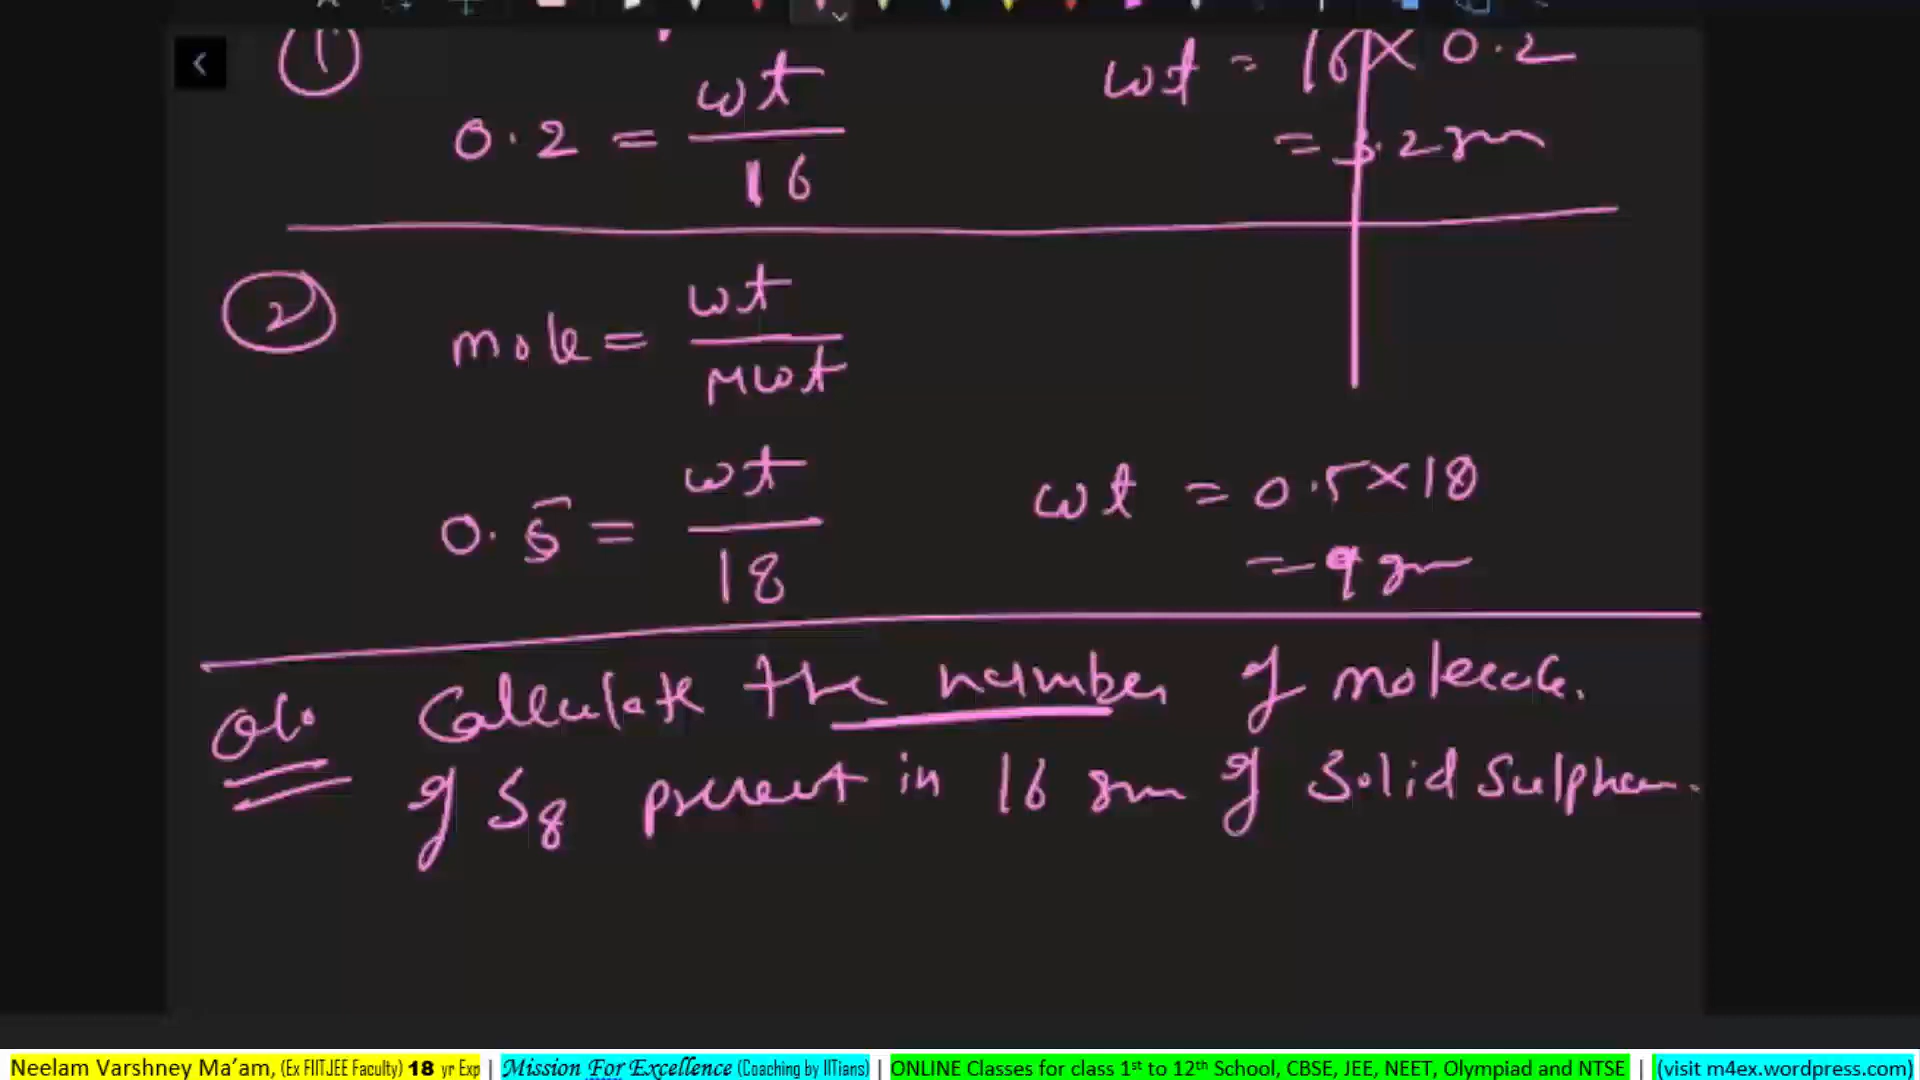 ①
wt
0.2 = ―
16
wt = 16 × 0.2
= 3.2 gm
②
wt
mole = ―
Mwt
wt
0.5 = ―
18
wt = 0.5 × 18
= 9 gm
Calculate the number of molecule.
of S8 present in 16 gm of Solid Sulphur.
Neelam Varshney Ma’am, (Ex FIITJEE Faculty) 18 yr Exp | Mission For Excellence (Coaching by IITians) | ONLINE Classes for class 1st to 12th School, CBSE, JEE, NEET, Olympiad and NTSE | (visit m4ex.wordpress.com)